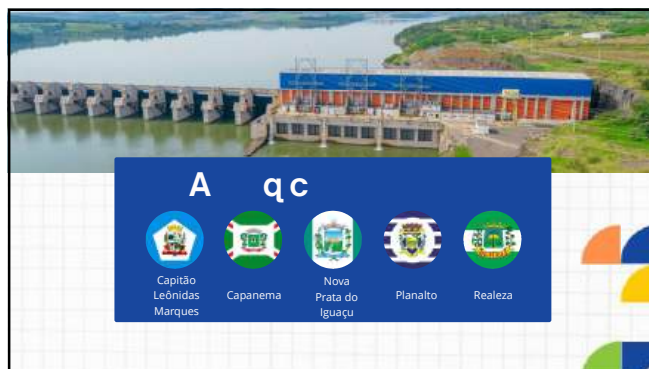 A qc
Capitão
Leônidas
Marques
Capanema
Nova
Prata do
Iguaçu
Planalto
Realeza